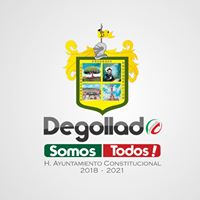 Degollado
Somos Todos!
H. AYUNTAMIENTO CONSTITUCIONAL
2018 - 2021